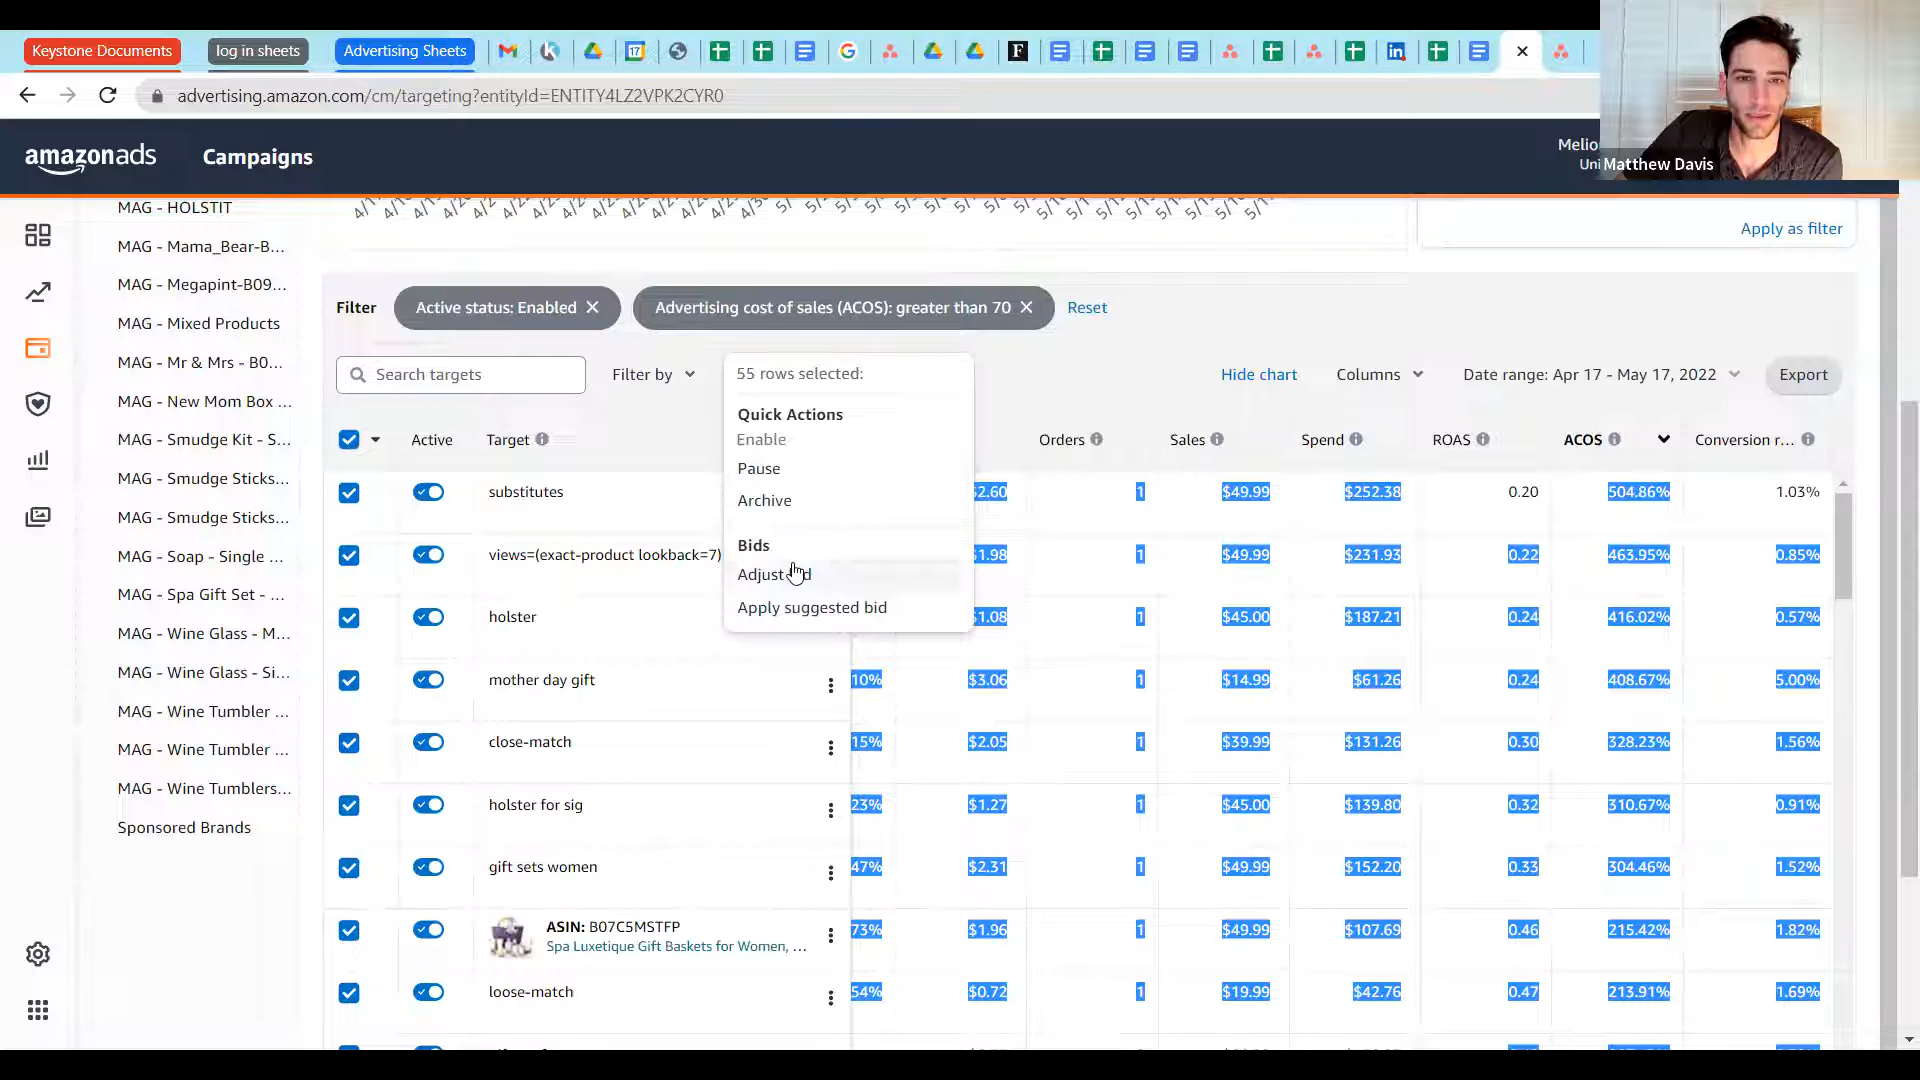 Keystone Documents
log in sheets
Advertising Sheets
advertising.amazon.com/cm/targeting?entityId=ENTITY4LZ2VPK2CYR0
amazonads
Campaigns
Melio
Uni
Matthew Davis
MAG - HOLSTIT
MAG - Mama_Bear-B...
MAG - Megapint-B09...
MAG - Mixed Products
MAG - Mr & Mrs - B0...
MAG - New Mom Box ...
MAG - Smudge Kit - S...
MAG - Smudge Sticks...
MAG - Smudge Sticks...
MAG - Soap - Single ...
MAG - Spa Gift Set - ...
MAG - Wine Glass - M...
MAG - Wine Glass - Si...
MAG - Wine Tumbler ...
MAG - Wine Tumbler ...
MAG - Wine Tumblers...
Sponsored Brands
Apply as filter
Filter
Active status: Enabled
Advertising cost of sales (ACOS): greater than 70
Reset
Search targets
Filter by
55 rows selected:
Quick Actions
Enable
Pause
Archive
Bids
Apply suggested bid
Hide chart
Columns
Date range: Apr 17 - May 17, 2022
Export
Active Target Orders Sales Spend ROAS ACOS Conversion r...
substitutes 2.60 1 $49.99 $252.38 0.20 504.86% 1.03%
views=(exact-product lookback=7) 1.98 1 $49.99 $231.93 0.22 463.95% 0.85%
holster 1.08 1 $45.00 $187.21 0.24 416.02% 0.57%
mother day gift 10% $3.06 1 $14.99 $61.26 0.24 408.67% 5.00%
close-match 15% $2.05 1 $39.99 $131.26 0.30 328.23% 1.56%
holster for sig 23% $1.27 1 $45.00 $139.80 0.32 310.67% 0.91%
gift sets women 47% $2.31 1 $49.99 $152.20 0.33 304.46% 1.52%
ASIN: B07C5MSTFP 73% $1.96 1 $49.99 $107.69 0.46 215.42% 1.82%
Spa Luxetique Gift Baskets for Women, ...
loose-match 54% $0.72 1 $19.99 $42.76 0.47 213.91% 1.69%